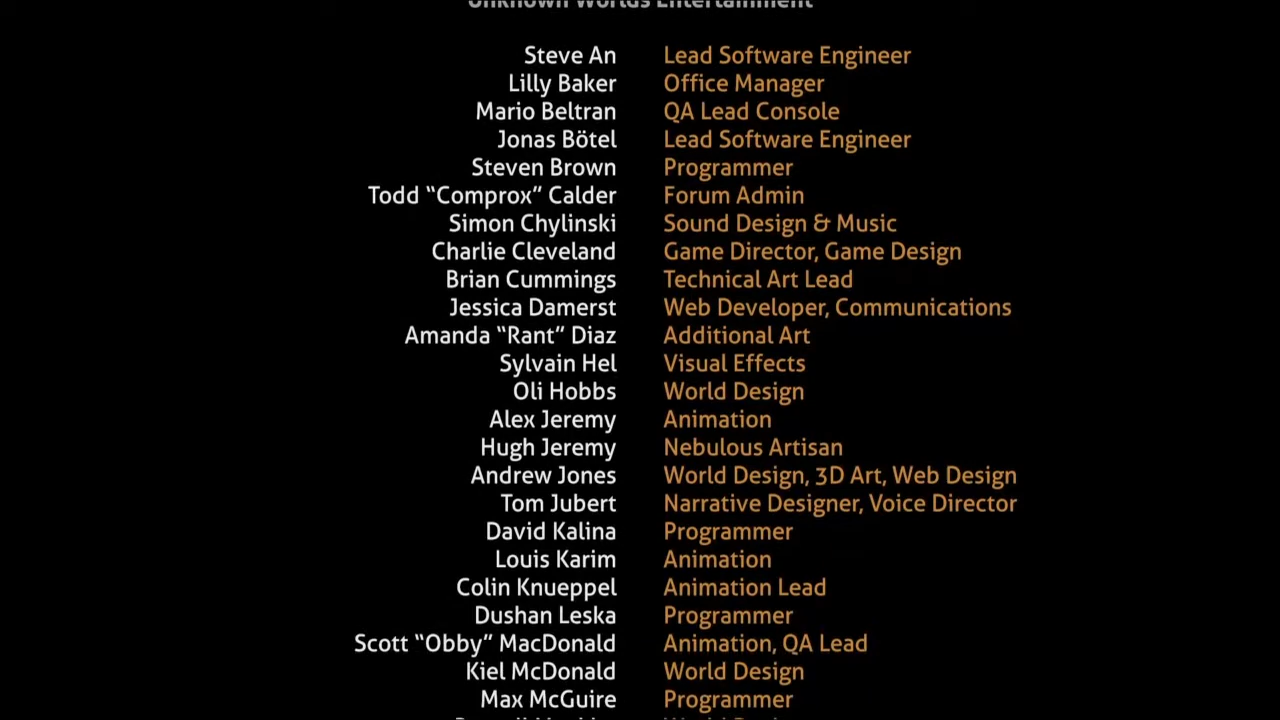 Unknown Worlds Entertainment
Steve An Lead Software Engineer
Lilly Baker Office Manager
Mario Beltran QA Lead Console
Jonas Bötel Lead Software Engineer
Steven Brown Programmer
Todd “Comprox” Calder Forum Admin
Simon Chylinski Sound Design & Music
Charlie Cleveland Game Director, Game Design
Brian Cummings Technical Art Lead
Jessica Damerst Web Developer, Communications
Amanda “Rant” Diaz Additional Art
Sylvain Hel Visual Effects
Oli Hobbs World Design
Alex Jeremy Animation
Hugh Jeremy Nebulous Artisan
Andrew Jones World Design, 3D Art, Web Design
Tom Jubert Narrative Designer, Voice Director
David Kalina Programmer
Louis Karim Animation
Colin Knueppel Animation Lead
Dushan Leska Programmer
Scott “Obby” MacDonald Animation, QA Lead
Kiel McDonald World Design
Max McGuire Programmer